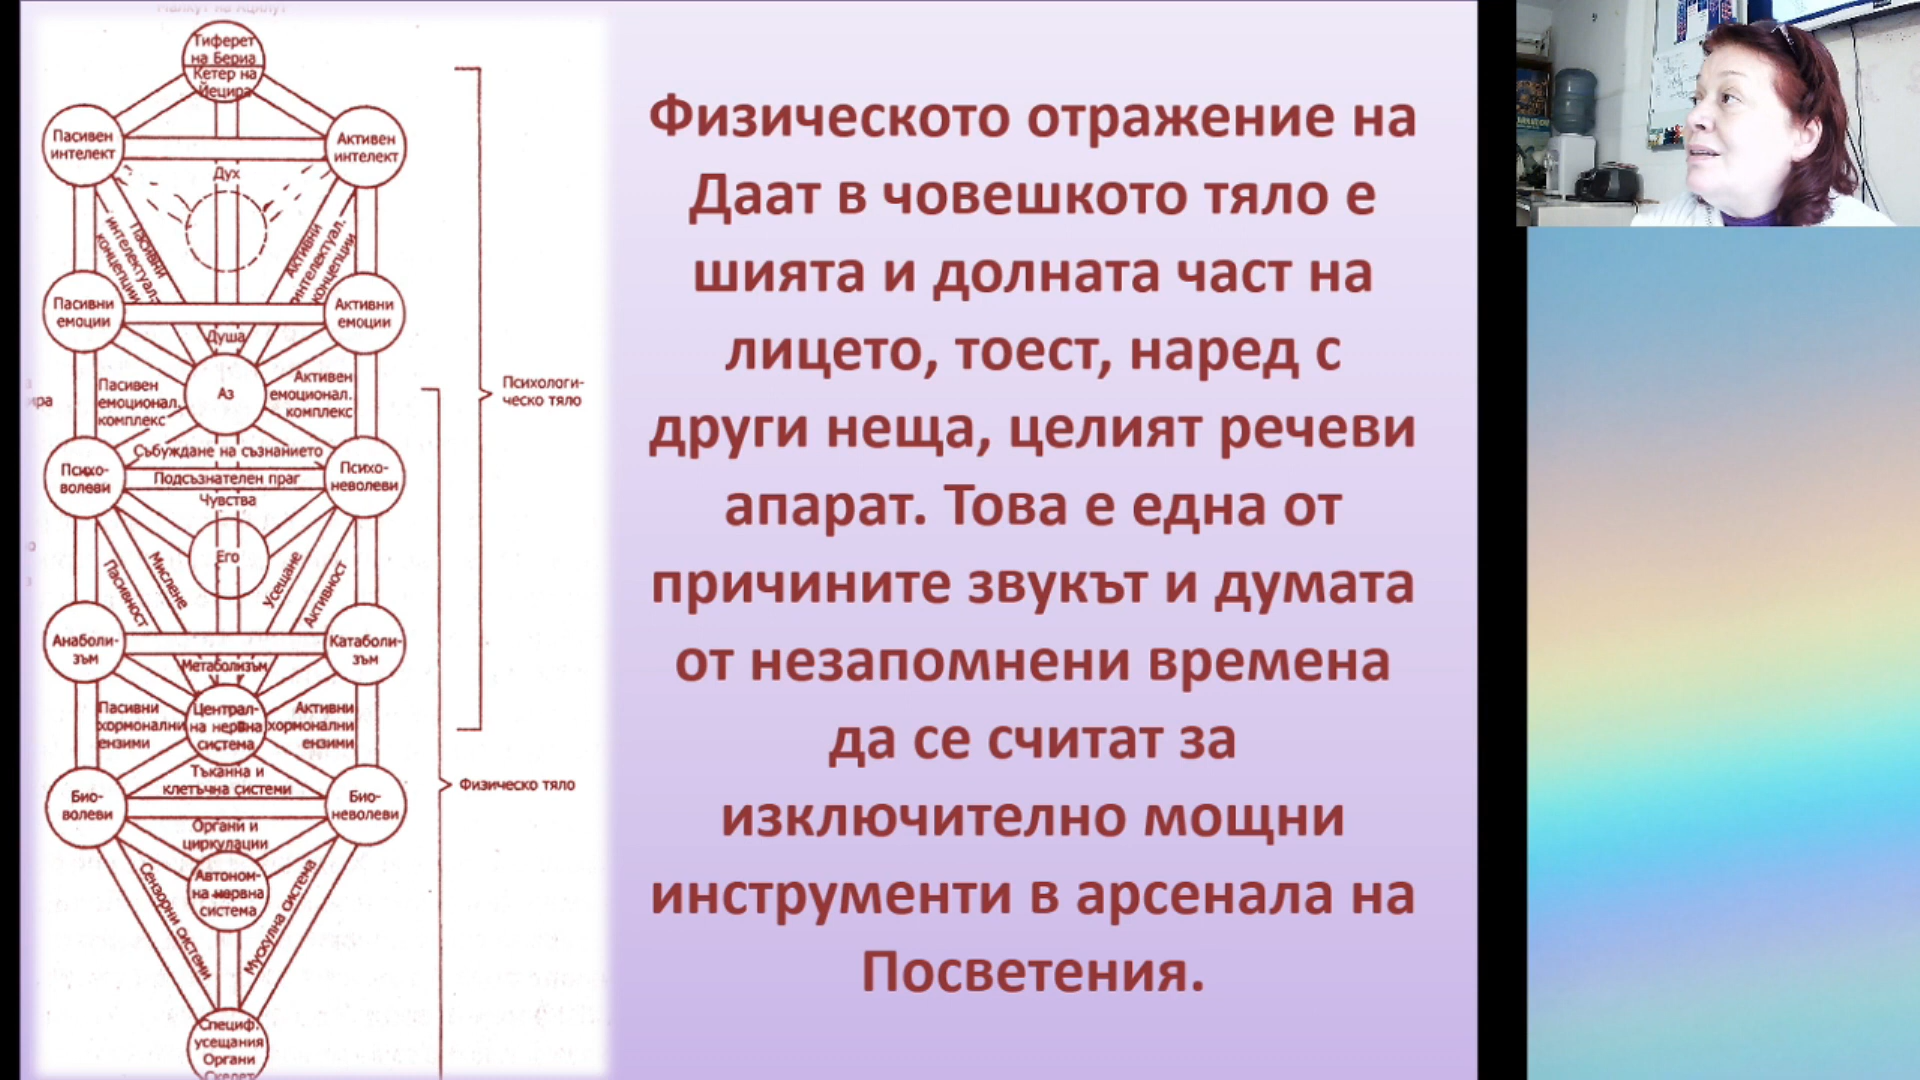 Малкут на Ацилут
Тиферет
на Бериа
Кетер на
Йецира
Пасивен
интелект
Активен
интелект
Дух
Пасивни
интелектуал.
концепции
Активни
интелектуал.
концепции
Пасивни
емоции
Активни
емоции
Душа
Аз
Пасивен
емоционал.
комплекс
Активен
емоционал.
комплекс
Психологи-
ческо тяло
Събуждане на съзнанието
Подсъзнателен праг
Чувства
Психо-
волеви
Психо-
неволеви
Его
Пасивност
Мислене
Усещане
Активност
Анаболи-
зъм
Катаболи-
зъм
Метаболизъм
Пасивни
хормонални
ензими
Централ-
на нервна
система
Активни
хормонални
ензими
Тъканна и
клетъчна системи
Био-
волеви
Био-
неволеви
Физическо тяло
Органи и
циркулации
Автоном-
на нервна
система
Сензорни системи
Мускулна система
Специф.
усещания
Органи
Скелет
Физическото отражение на
Даат в човешкото тяло е
шията и долната част на
лицето, тоест, наред с
други неща, целият речеви
апарат. Това е една от
причините звукът и думата
от незапомнени времена
да се считат за
изключително мощни
инструменти в арсенала на
Посветения.